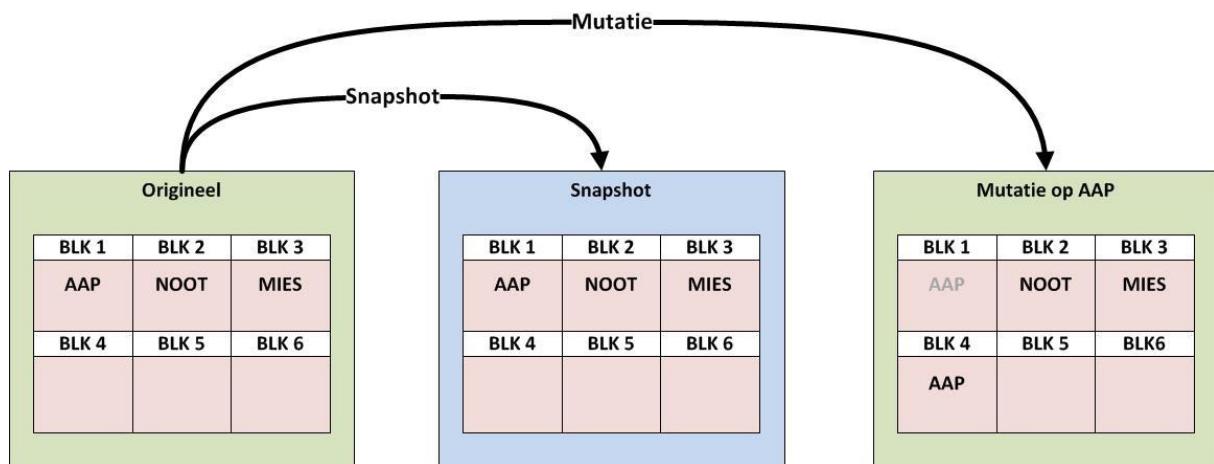 Mutatie
Snapshot
Origineel
BLK 1 BLK 2 BLK 3
AAP NOOT MIES
BLK 4 BLK 5 BLK 6
Snapshot
BLK 1 BLK 2 BLK 3
AAP NOOT MIES
BLK 4 BLK 5 BLK 6
Mutatie op AAP
BLK 1 BLK 2 BLK 3
AAP NOOT MIES
BLK 4 BLK 5 BLK6
AAP